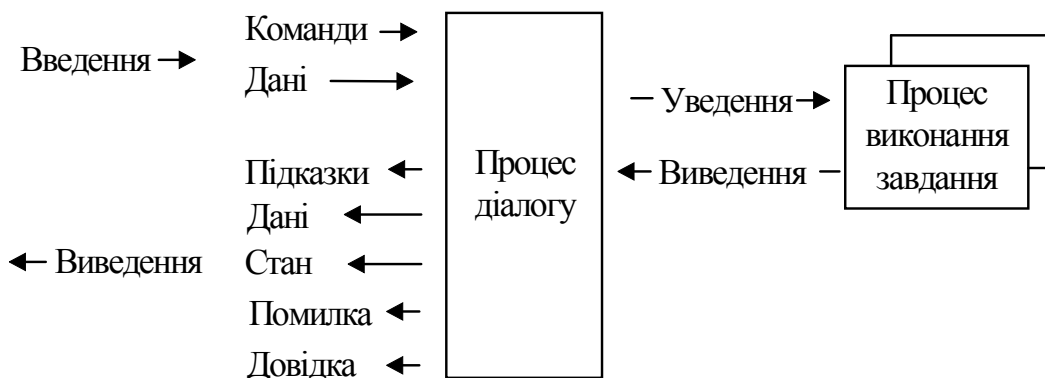 Введення
Команди
Дані
Підказки
Дані
Виведення
Стан
Помилка
Довідка
Процес
діалогу
Уведення
Виведення
Процес
виконання
завдання